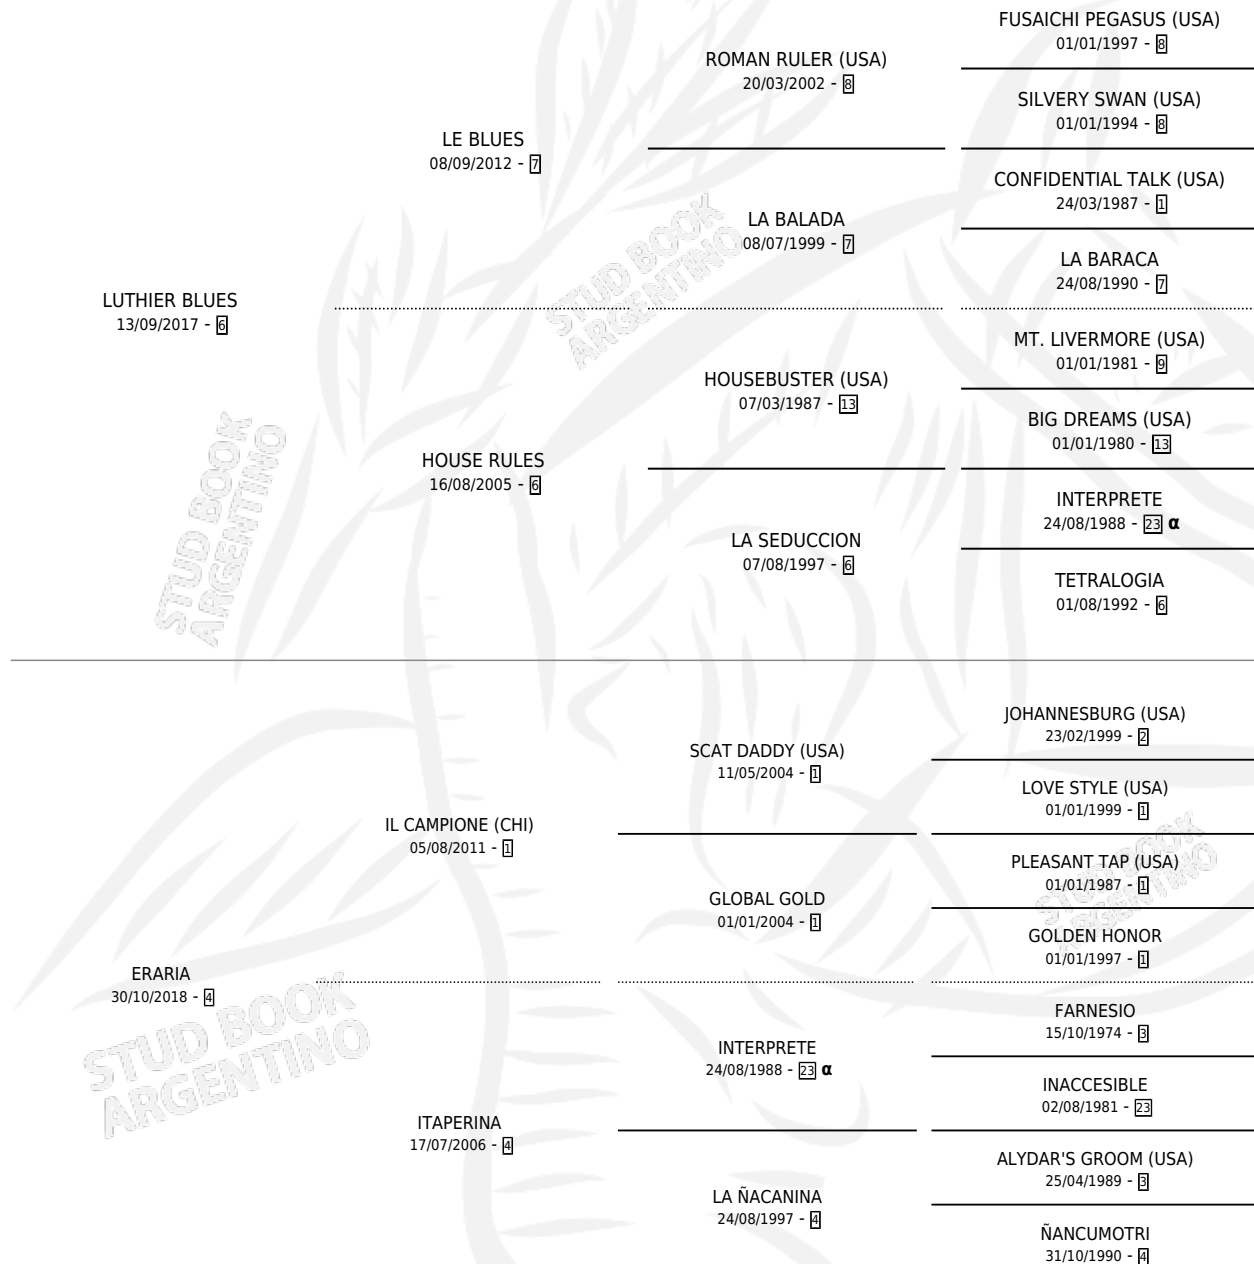 FUSAICHI PEGASUS (USA)
01/01/1997 - 8
ROMAN RULER (USA)
20/03/2002 - 8
SILVERY SWAN (USA)
01/01/1994 - 8
LE BLUES
08/09/2012 - 7
CONFIDENTIAL TALK (USA)
24/03/1987 - 1
LA BALADA
08/07/1999 - 7
LA BARACA
24/08/1990 - 7
LUTHIER BLUES
13/09/2017 - 6
MT. LIVERMORE (USA)
01/01/1981 - 9
HOUSEBUSTER (USA)
07/03/1987 - 13
BIG DREAMS (USA)
01/01/1980 - 13
HOUSE RULES
16/08/2005 - 6
INTERPRETE
24/08/1988 - 23 α
LA SEDUCCION
07/08/1997 - 6
TETRALOGIA
01/08/1992 - 6
JOHANNESBURG (USA)
23/02/1999 - 2
SCAT DADDY (USA)
11/05/2004 - 1
LOVE STYLE (USA)
01/01/1999 - 1
IL CAMPIONE (CHI)
05/08/2011 - 1
PLEASANT TAP (USA)
01/01/1987 - 1
GLOBAL GOLD
01/01/2004 - 1
GOLDEN HONOR
01/01/1997 - 1
ERARIA
30/10/2018 - 4
FARNESIO
15/10/1974 - 3
INTERPRETE
24/08/1988 - 23 α
INACCESIBLE
02/08/1981 - 23
ITAPERINA
17/07/2006 - 4
ALYDAR'S GROOM (USA)
25/04/1989 - 3
LA ÑACANINA
24/08/1997 - 4
ÑANCUMOTRI
31/10/1990 - 4
STUD BOOK
ARGENTINO
STUD BOOK
ARGENTINO
STUD BOOK
ARGENTINO
STUD BOOK
ARGENTINO